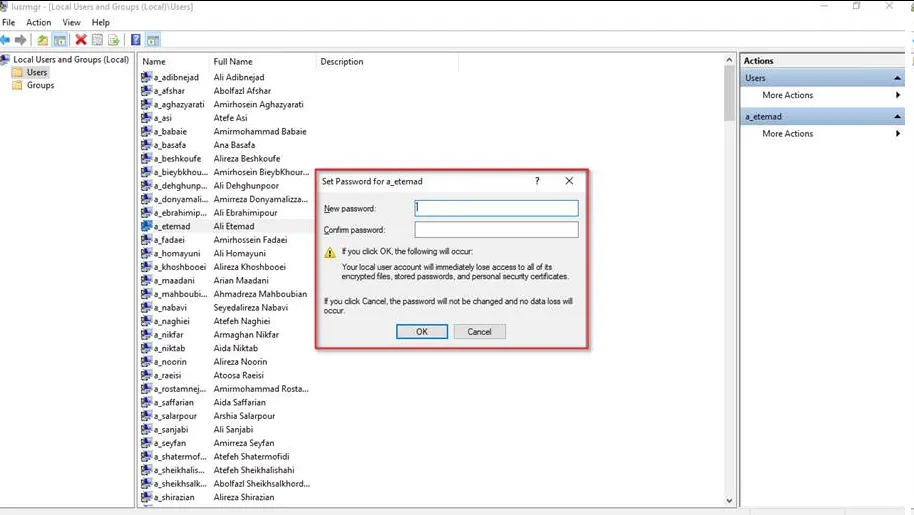 lusrmgr - [Local Users and Groups (Local)\Users]
File Action View Help
Local Users and Groups (Local)
Users
Groups
Name Full Name Description
a_adibnejad Ali Adibnejad
a_afshar Abolfazl Afshar
a_aghazyarati Amirhosein Aghazyarati
a_asi Atefe Asi
a_babaie Amirmohammad Babaie
a_basafa Ana Basafa
a_beshkoufe Alireza Beshkoufe
a_bieybkhou... Amirhosein BieybKhour...
a_dehghunp... Ali Dehghunpoor
a_donyamali... Amirreza Donyamalizza...
a_ebrahimip... Ali Ebrahimipour
a_etemad Ali Etemad
a_fadaei Amirhossein Fadaei
a_homayuni Ali Homayuni
a_khoshbooei Alireza Khoshbooei
a_maadani Arian Maadani
a_mahboubi... Ahmadreza Mahboubian
a_nabavi Seyedalireza Nabavi
a_naghiei Atefeh Naghiei
a_nikfar Armaghan Nikfar
a_niktab Aida Niktab
a_noorin Alireza Noorin
a_raeisi Atoosa Raeisi
a_rostamnej... Amirmohammad Rosta...
a_saffarian Aida Saffarian
a_salarpour Arshia Salarpour
a_sanjabi Ali Sanjabi
a_seyfan Amirreza Seyfan
a_shatermof... Atefeh Shatermofidi
a_sheikhalis... Atefeh Sheikhalishahi
a_sheikhsalk... Abolfazl Sheikhsalkhord...
a_shirazian Alireza Shirazian
Set Password for a_etemad ?
New password:
Confirm password:
If you click OK, the following will occur:
Your local user account will immediately lose access to all of its
encrypted files, stored passwords, and personal security certificates.
If you click Cancel, the password will not be changed and no data loss will
occur.
OK Cancel
Actions
Users
More Actions
a_etemad
More Actions